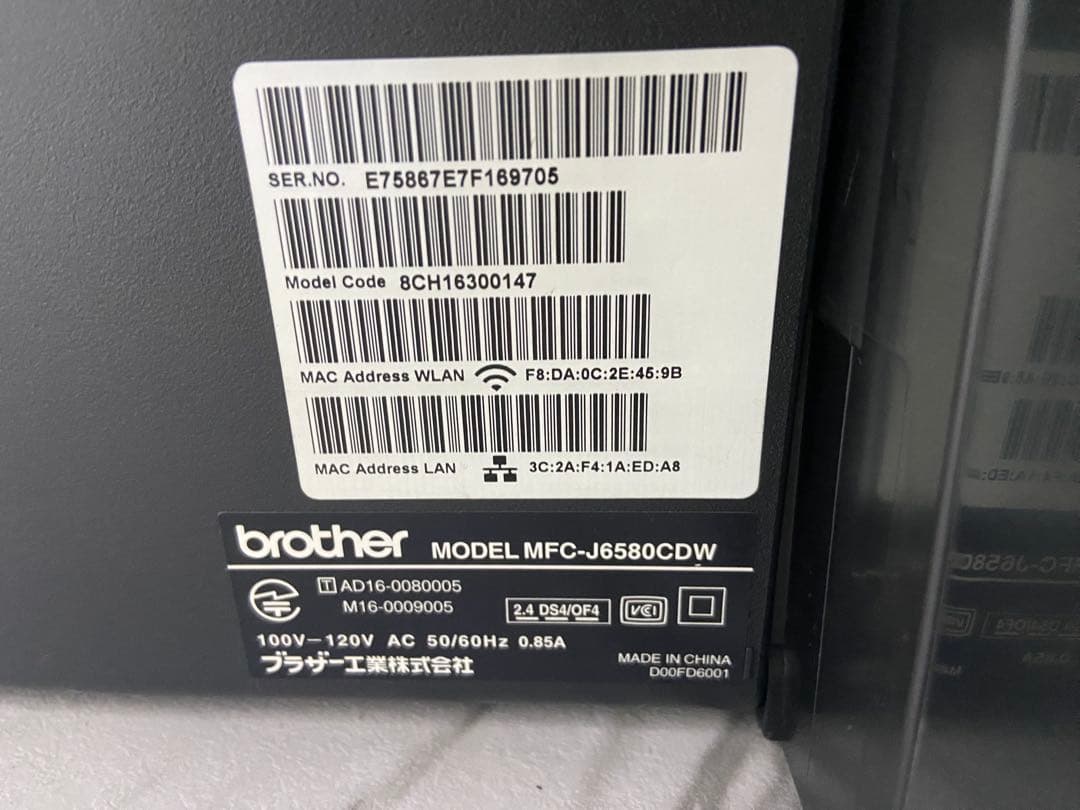 SER.NO. E75867E7F169705
Model Code 8CH16300147
MAC Address WLAN F8:DA:0C:2E:45:9B
MAC Address LAN 3C:2A:F4:1A:ED:A8
brother MODEL MFC-J6580CDW
T AD16-0080005
M16-0009005
2.4 DS4/OF4 VCI
100V-120V AC 50/60Hz 0.85A
ブラザー工業株式会社
MADE IN CHINA
D00FD6001